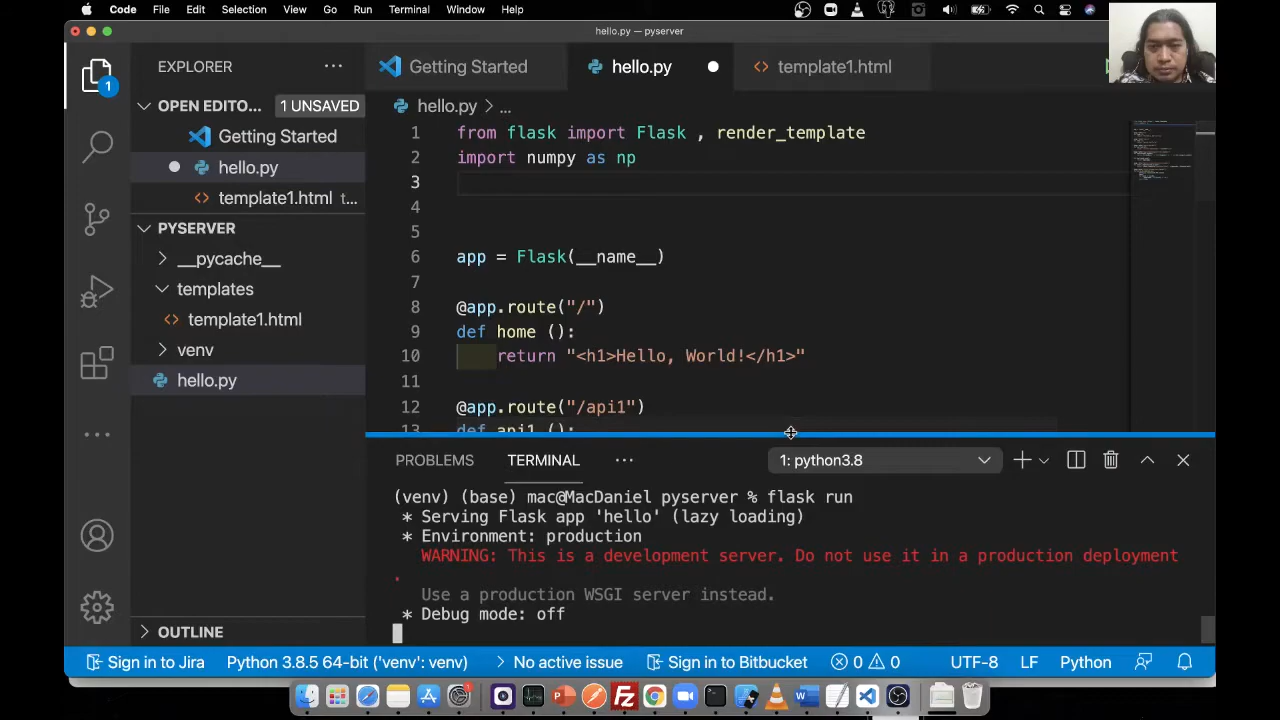 Code File Edit Selection View Go Run Terminal Window Help
hello.py — pyserver
EXPLORER
Getting Started
hello.py
template1.html
OPEN EDITO...
1 UNSAVED
hello.py > ...
Getting Started
hello.py
template1.html t...
PYSERVER
__pycache__
templates
template1.html
venv
hello.py
OUTLINE
1
1 from flask import Flask , render_template
2 import numpy as np
3
4
5
6 app = Flask(__name__)
7
8 @app.route("/")
9 def home ():
10 return "<h1>Hello, World!</h1>"
11
12 @app.route("/api1")
13 def api1 ():
PROBLEMS TERMINAL ... 1: python3.8
(venv) (base) mac@MacDaniel pyserver % flask run
* Serving Flask app 'hello' (lazy loading)
* Environment: production
WARNING: This is a development server. Do not use it in a production deployment
.
Use a production WSGI server instead.
* Debug mode: off
Sign in to Jira Python 3.8.5 64-bit ('venv': venv) No active issue Sign in to Bitbucket 0 0 UTF-8 LF Python